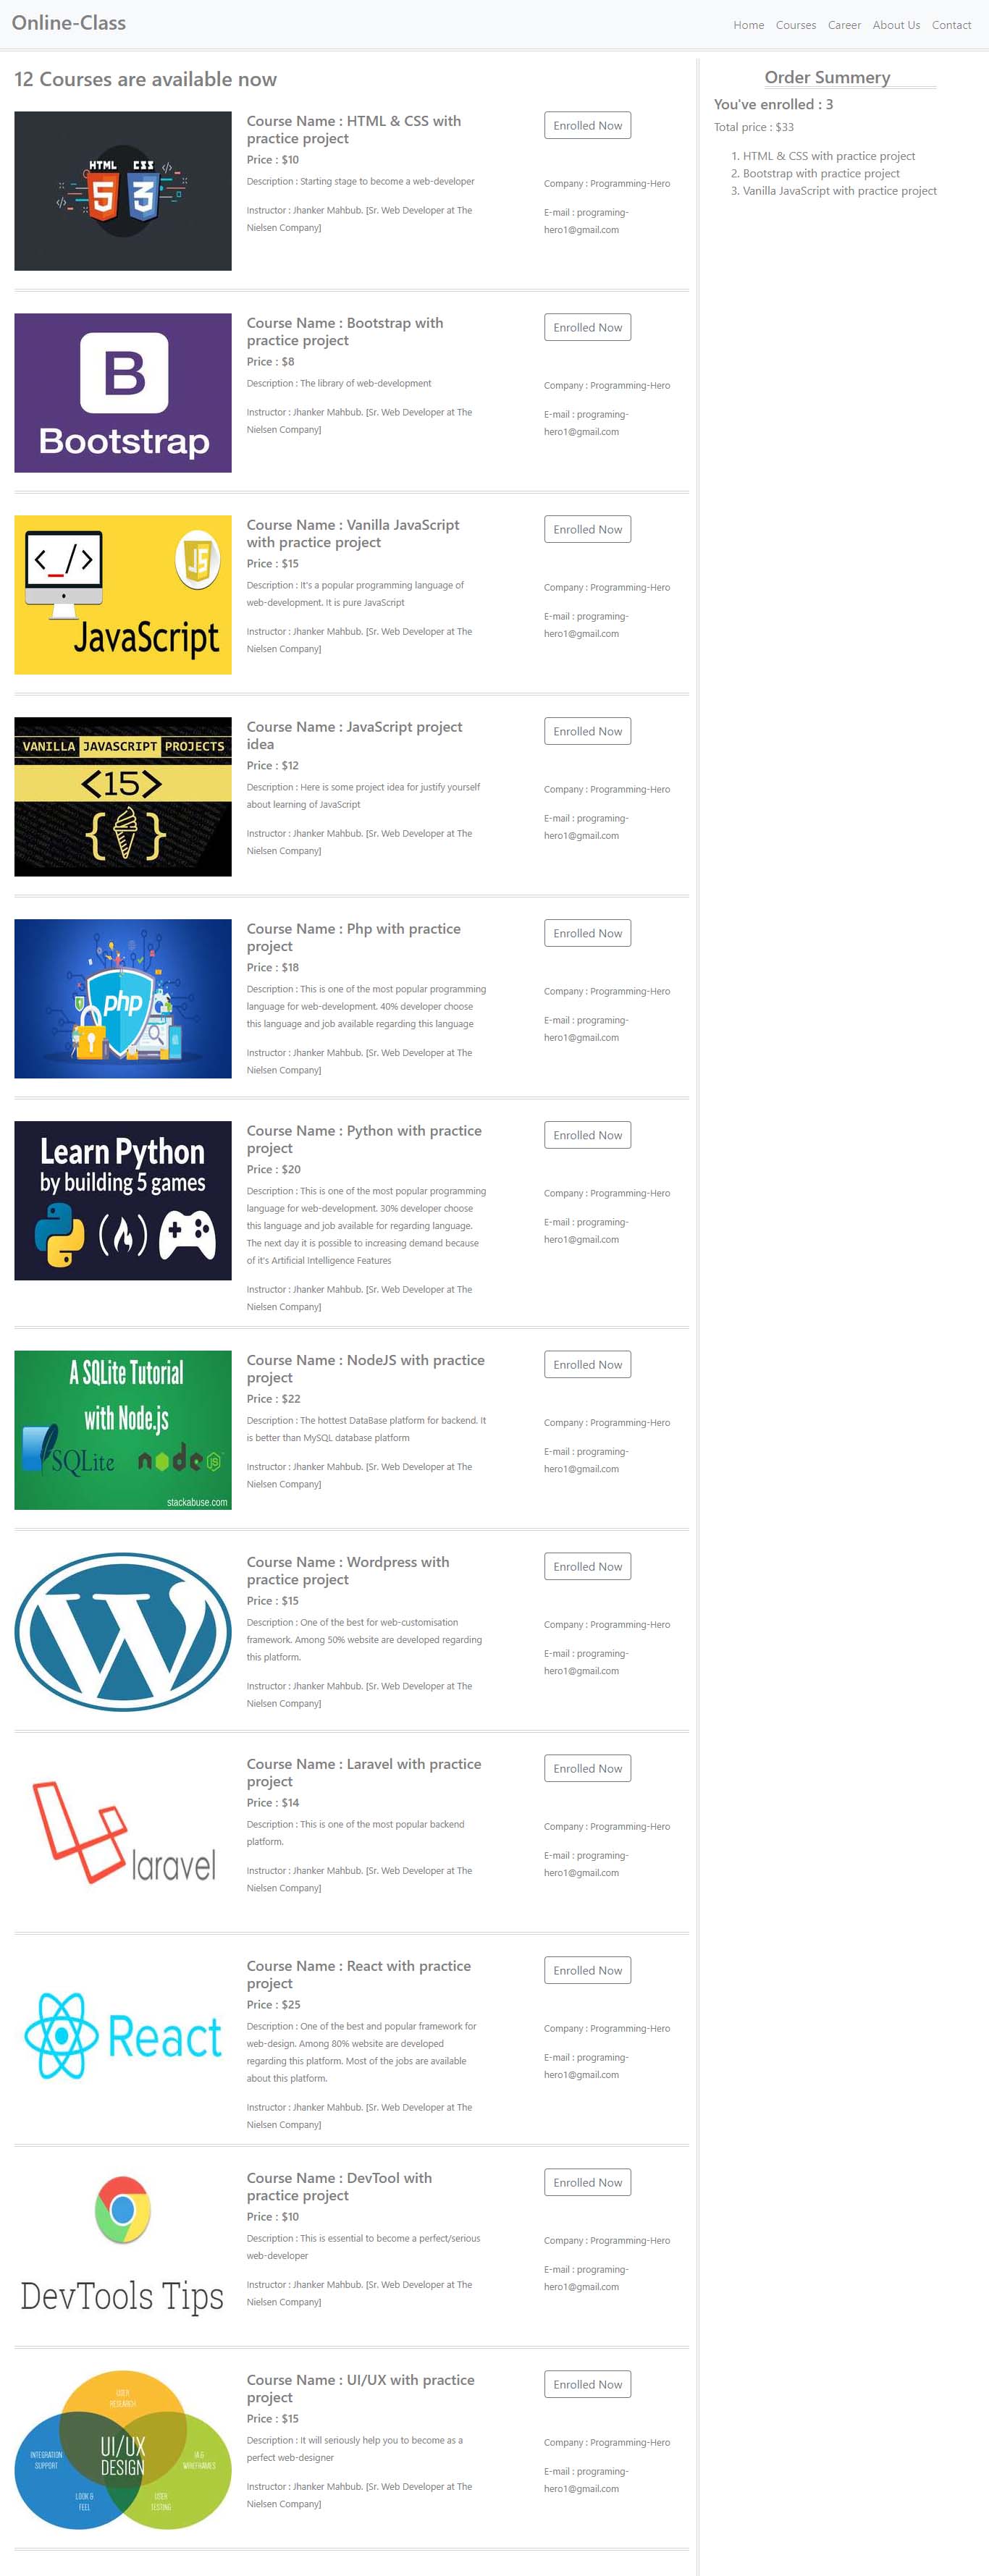 Online-Class
Home Courses Career About Us Contact
12 Courses are available now
HTML CSS
5 3
Course Name : HTML & CSS with
practice project
Price : $10
Description : Starting stage to become a web-developer
Instructor : Jhanker Mahbub. [Sr. Web Developer at The
Nielsen Company]
Enrolled Now
Company : Programming-Hero
E-mail : programing-
hero1@gmail.com
B
Bootstrap
Course Name : Bootstrap with
practice project
Price : $8
Description : The library of web-development
Instructor : Jhanker Mahbub. [Sr. Web Developer at The
Nielsen Company]
Enrolled Now
Company : Programming-Hero
E-mail : programing-
hero1@gmail.com
<_/>
JS
JavaScript
Course Name : Vanilla JavaScript
with practice project
Price : $15
Description : It's a popular programming language of
web-development. It is pure JavaScript
Instructor : Jhanker Mahbub. [Sr. Web Developer at The
Nielsen Company]
Enrolled Now
Company : Programming-Hero
E-mail : programing-
hero1@gmail.com
VANILLA JAVASCRIPT PROJECTS
<15>
{ }
Course Name : JavaScript project
idea
Price : $12
Description : Here is some project idea for justify yourself
about learning of JavaScript
Instructor : Jhanker Mahbub. [Sr. Web Developer at The
Nielsen Company]
Enrolled Now
Company : Programming-Hero
E-mail : programing-
hero1@gmail.com
php
Course Name : Php with practice
project
Price : $18
Description : This is one of the most popular programming
language for web-development. 40% developer choose
this language and job available regarding this language
Instructor : Jhanker Mahbub. [Sr. Web Developer at The
Nielsen Company]
Enrolled Now
Company : Programming-Hero
E-mail : programing-
hero1@gmail.com
Learn Python
by building 5 games
Course Name : Python with practice
project
Price : $20
Description : This is one of the most popular programming
language for web-development. 30% developer choose
this language and job available for regarding language.
The next day it is possible to increasing demand because
of it's Artificial Intelligence Features
Instructor : Jhanker Mahbub. [Sr. Web Developer at The
Nielsen Company]
Enrolled Now
Company : Programming-Hero
E-mail : programing-
hero1@gmail.com
A SQLite Tutorial
with Node.js
SQLite node
JS
stackabuse.com
Course Name : NodeJS with practice
project
Price : $22
Description : The hottest DataBase platform for backend. It
is better than MySQL database platform
Instructor : Jhanker Mahbub. [Sr. Web Developer at The
Nielsen Company]
Enrolled Now
Company : Programming-Hero
E-mail : programing-
hero1@gmail.com
W
Course Name : Wordpress with
practice project
Price : $15
Description : One of the best for web-customisation
framework. Among 50% website are developed regarding
this platform.
Instructor : Jhanker Mahbub. [Sr. Web Developer at The
Nielsen Company]
Enrolled Now
Company : Programming-Hero
E-mail : programing-
hero1@gmail.com
laravel
Course Name : Laravel with practice
project
Price : $14
Description : This is one of the most popular backend
platform.
Instructor : Jhanker Mahbub. [Sr. Web Developer at The
Nielsen Company]
Enrolled Now
Company : Programming-Hero
E-mail : programing-
hero1@gmail.com
React
Course Name : React with practice
project
Price : $25
Description : One of the best and popular framework for
web-design. Among 80% website are developed
regarding this platform. Most of the jobs are available
about this platform.
Instructor : Jhanker Mahbub. [Sr. Web Developer at The
Nielsen Company]
Enrolled Now
Company : Programming-Hero
E-mail : programing-
hero1@gmail.com
DevTools Tips
Course Name : DevTool with
practice project
Price : $10
Description : This is essential to become a perfect/serious
web-developer
Instructor : Jhanker Mahbub. [Sr. Web Developer at The
Nielsen Company]
Enrolled Now
Company : Programming-Hero
E-mail : programing-
hero1@gmail.com
USER
RESEARCH
INTEGRATION
SUPPORT
UI/UX
DESIGN
IA &
WIREFRAMES
LOOK &
FEEL
USER
TESTING
Course Name : UI/UX with practice
project
Price : $15
Description : It will seriously help you to become as a
perfect web-designer
Instructor : Jhanker Mahbub. [Sr. Web Developer at The
Nielsen Company]
Enrolled Now
Company : Programming-Hero
E-mail : programing-
hero1@gmail.com
Order Summery
You've enrolled : 3
Total price : $33
1. HTML & CSS with practice project
2. Bootstrap with practice project
3. Vanilla JavaScript with practice project